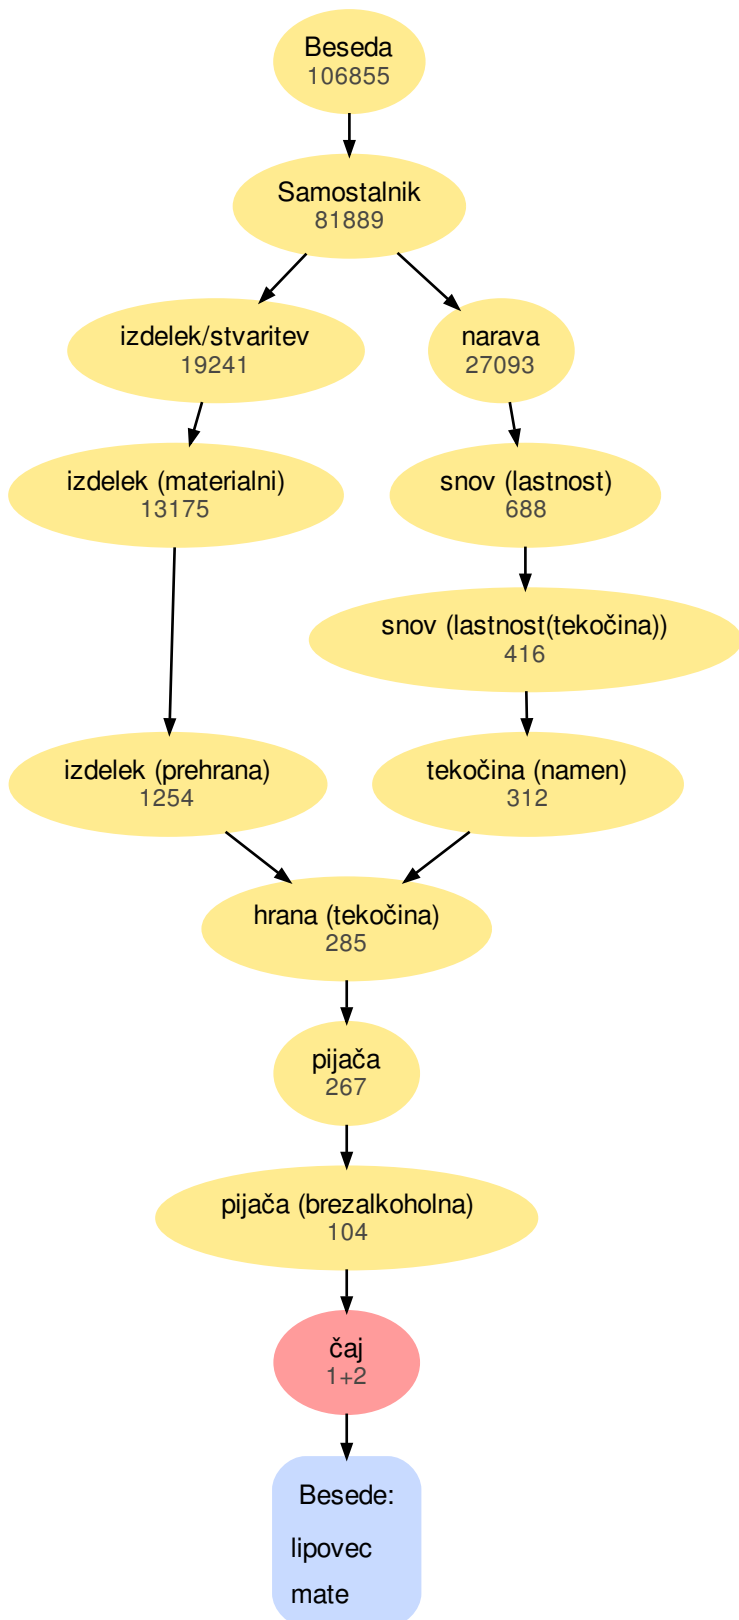 Beseda
106855
Samostalnik
81889
izdelek/stvaritev
19241
narava
27093
izdelek (materialni)
13175
snov (lastnost)
688
snov (lastnost(tekočina))
416
izdelek (prehrana)
1254
tekočina (namen)
312
hrana (tekočina)
285
pijača
267
pijača (brezalkoholna)
104
čaj
1+2
Besede:
lipovec
mate